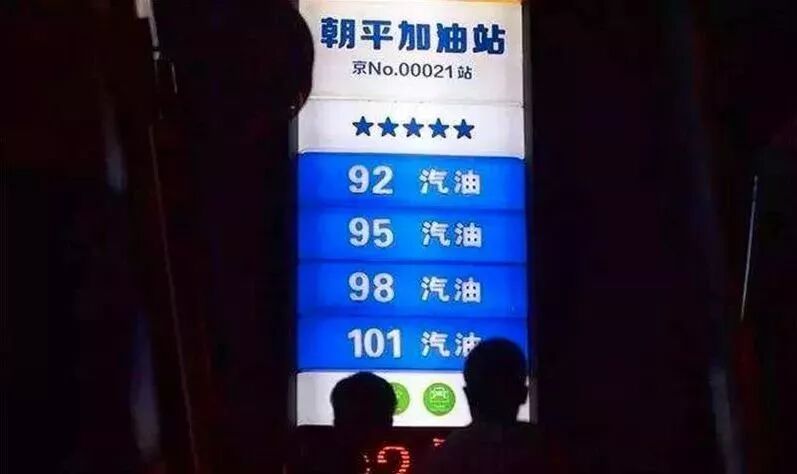 朝平加油站
京No.00021站
★★★★★
92 汽油
95 汽油
98 汽油
101 汽油